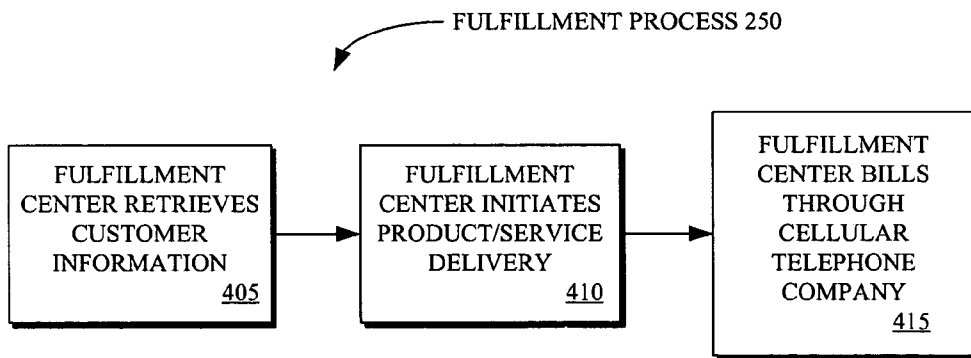 FULFILLMENT PROCESS 250
FULFILLMENT
CENTER RETRIEVES
CUSTOMER
INFORMATION
405
FULFILLMENT
CENTER INITIATES
PRODUCT/SERVICE
DELIVERY
410
FULFILLMENT
CENTER BILLS
THROUGH
CELLULAR
TELEPHONE
COMPANY
415